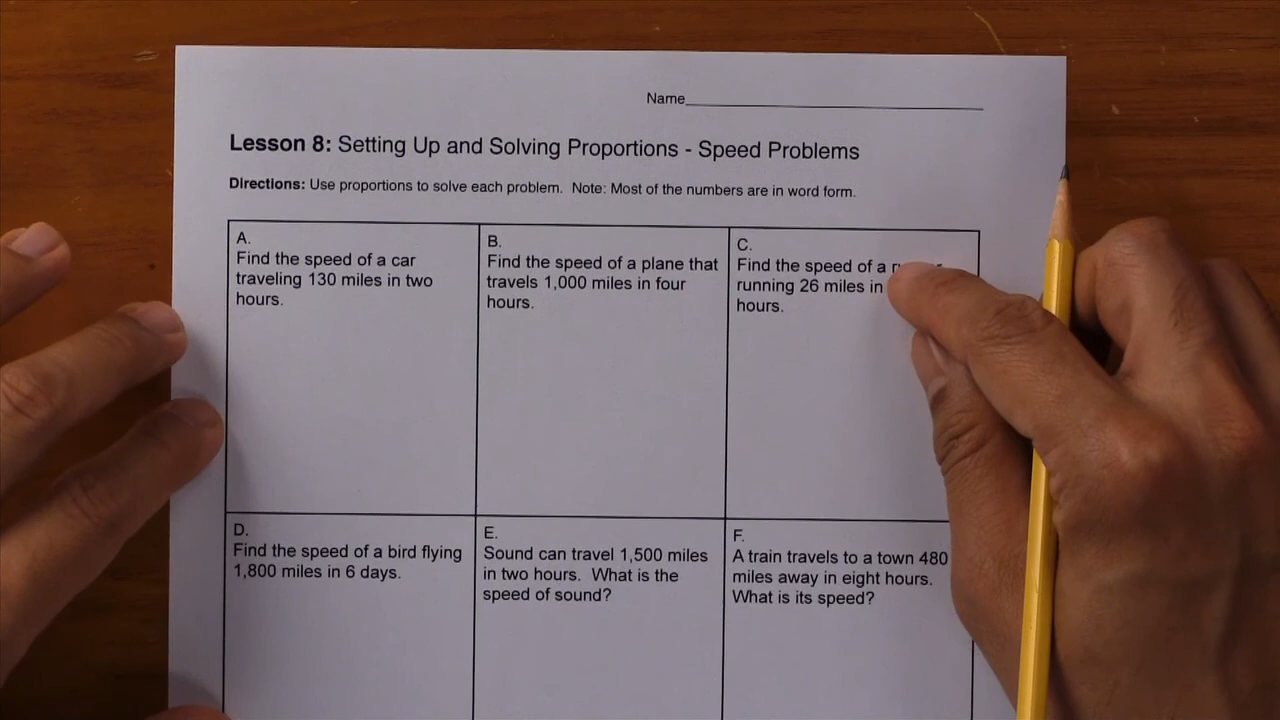 Name
Lesson 8: Setting Up and Solving Proportions - Speed Problems
Directions: Use proportions to solve each problem. Note: Most of the numbers are in word form.
A.
Find the speed of a car
traveling 130 miles in two
hours.
B.
Find the speed of a plane that
travels 1,000 miles in four
hours.
C.
Find the speed of a
running 26 miles in
hours.
D.
Find the speed of a bird flying
1,800 miles in 6 days.
E.
Sound can travel 1,500 miles
in two hours. What is the
speed of sound?
F.
A train travels to a town 480
miles away in eight hours.
What is its speed?